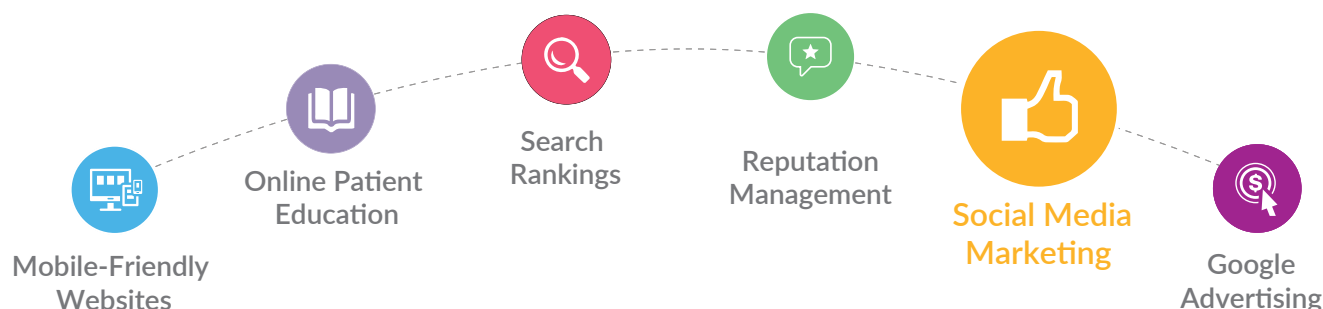 Mobile-Friendly
Websites
Online Patient
Education
Search
Rankings
Reputation
Management
Social Media
Marketing
$
Google
Advertising